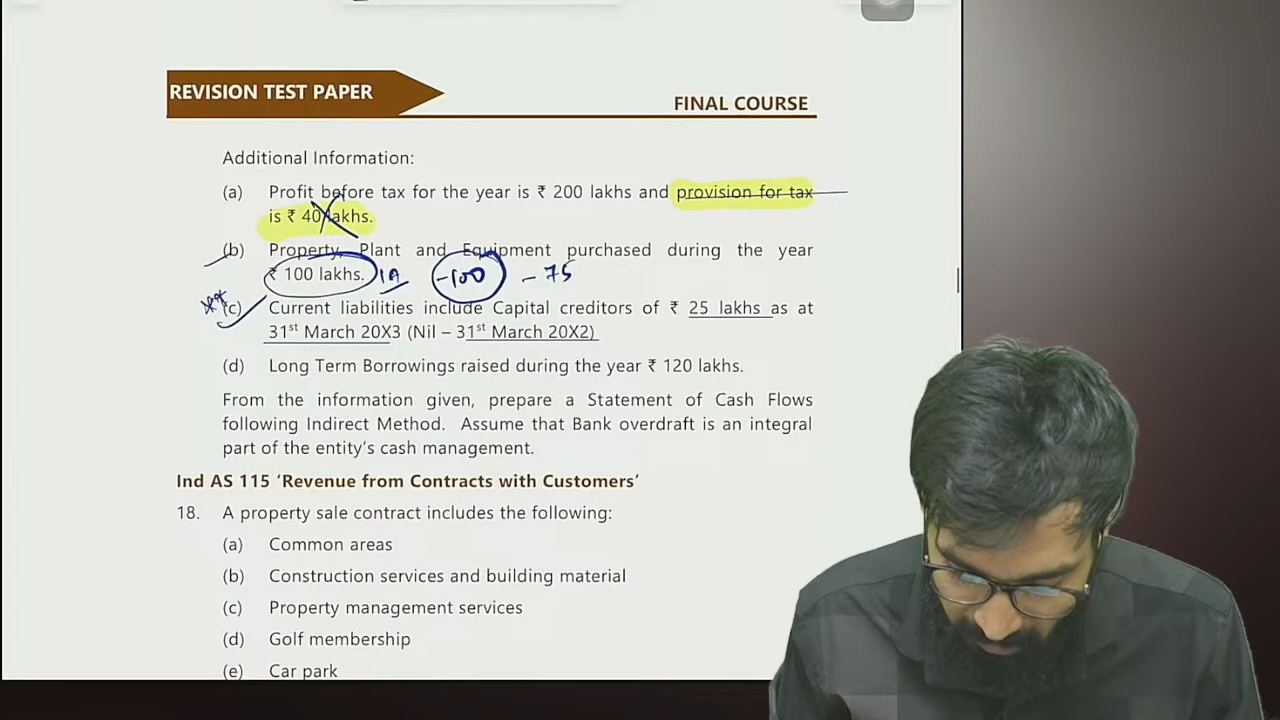 REVISION TEST PAPER
FINAL COURSE
Additional Information:
(a) Profit before tax for the year is ₹ 200 lakhs and provision for tax
is ₹ 40 lakhs.
(b) Property, Plant and Equipment purchased during the year
₹ 100 lakhs. IA -100 - 75
(c) Current liabilities include Capital creditors of ₹ 25 lakhs as at
31st March 20X3 (Nil – 31st March 20X2)
(d) Long Term Borrowings raised during the year ₹ 120 lakhs.
From the information given, prepare a Statement of Cash Flows
following Indirect Method. Assume that Bank overdraft is an integral
part of the entity's cash management.
Ind AS 115 'Revenue from Contracts with Customers'
18. A property sale contract includes the following:
(a) Common areas
(b) Construction services and building material
(c) Property management services
(d) Golf membership
(e) Car park